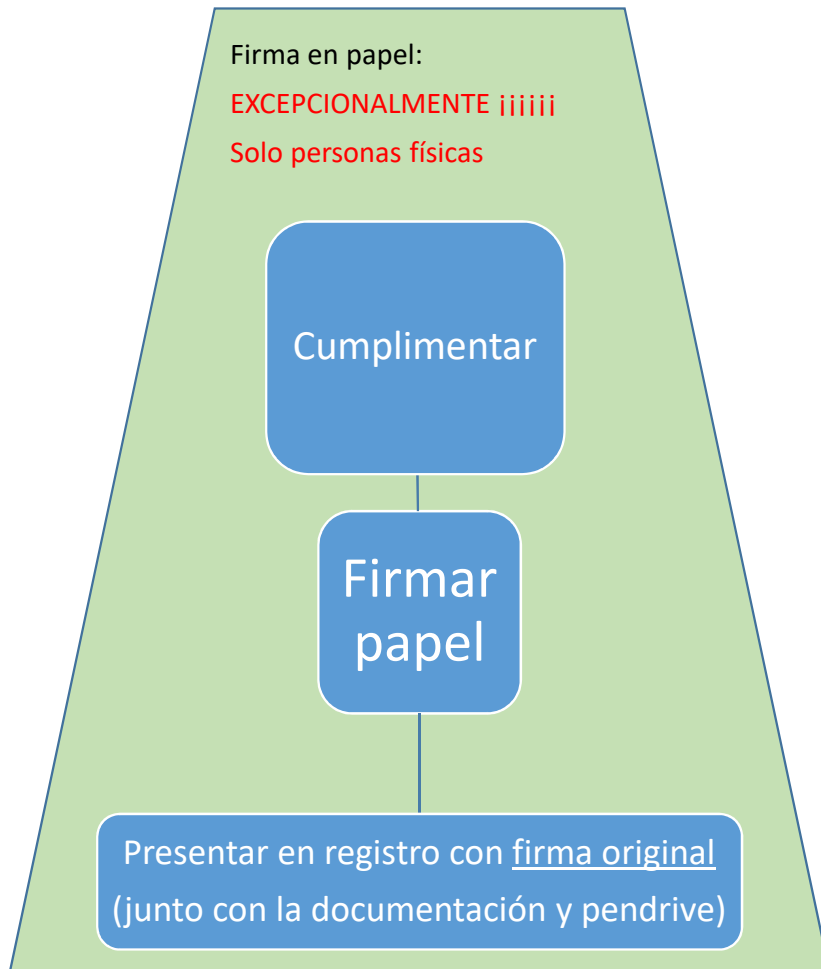 Firma en papel:
EXCEPCIONALMENTE ¡¡¡¡¡¡
Solo personas físicas
Cumplimentar
Firmar
papel
Presentar en registro con firma original
(junto con la documentación y pendrive)